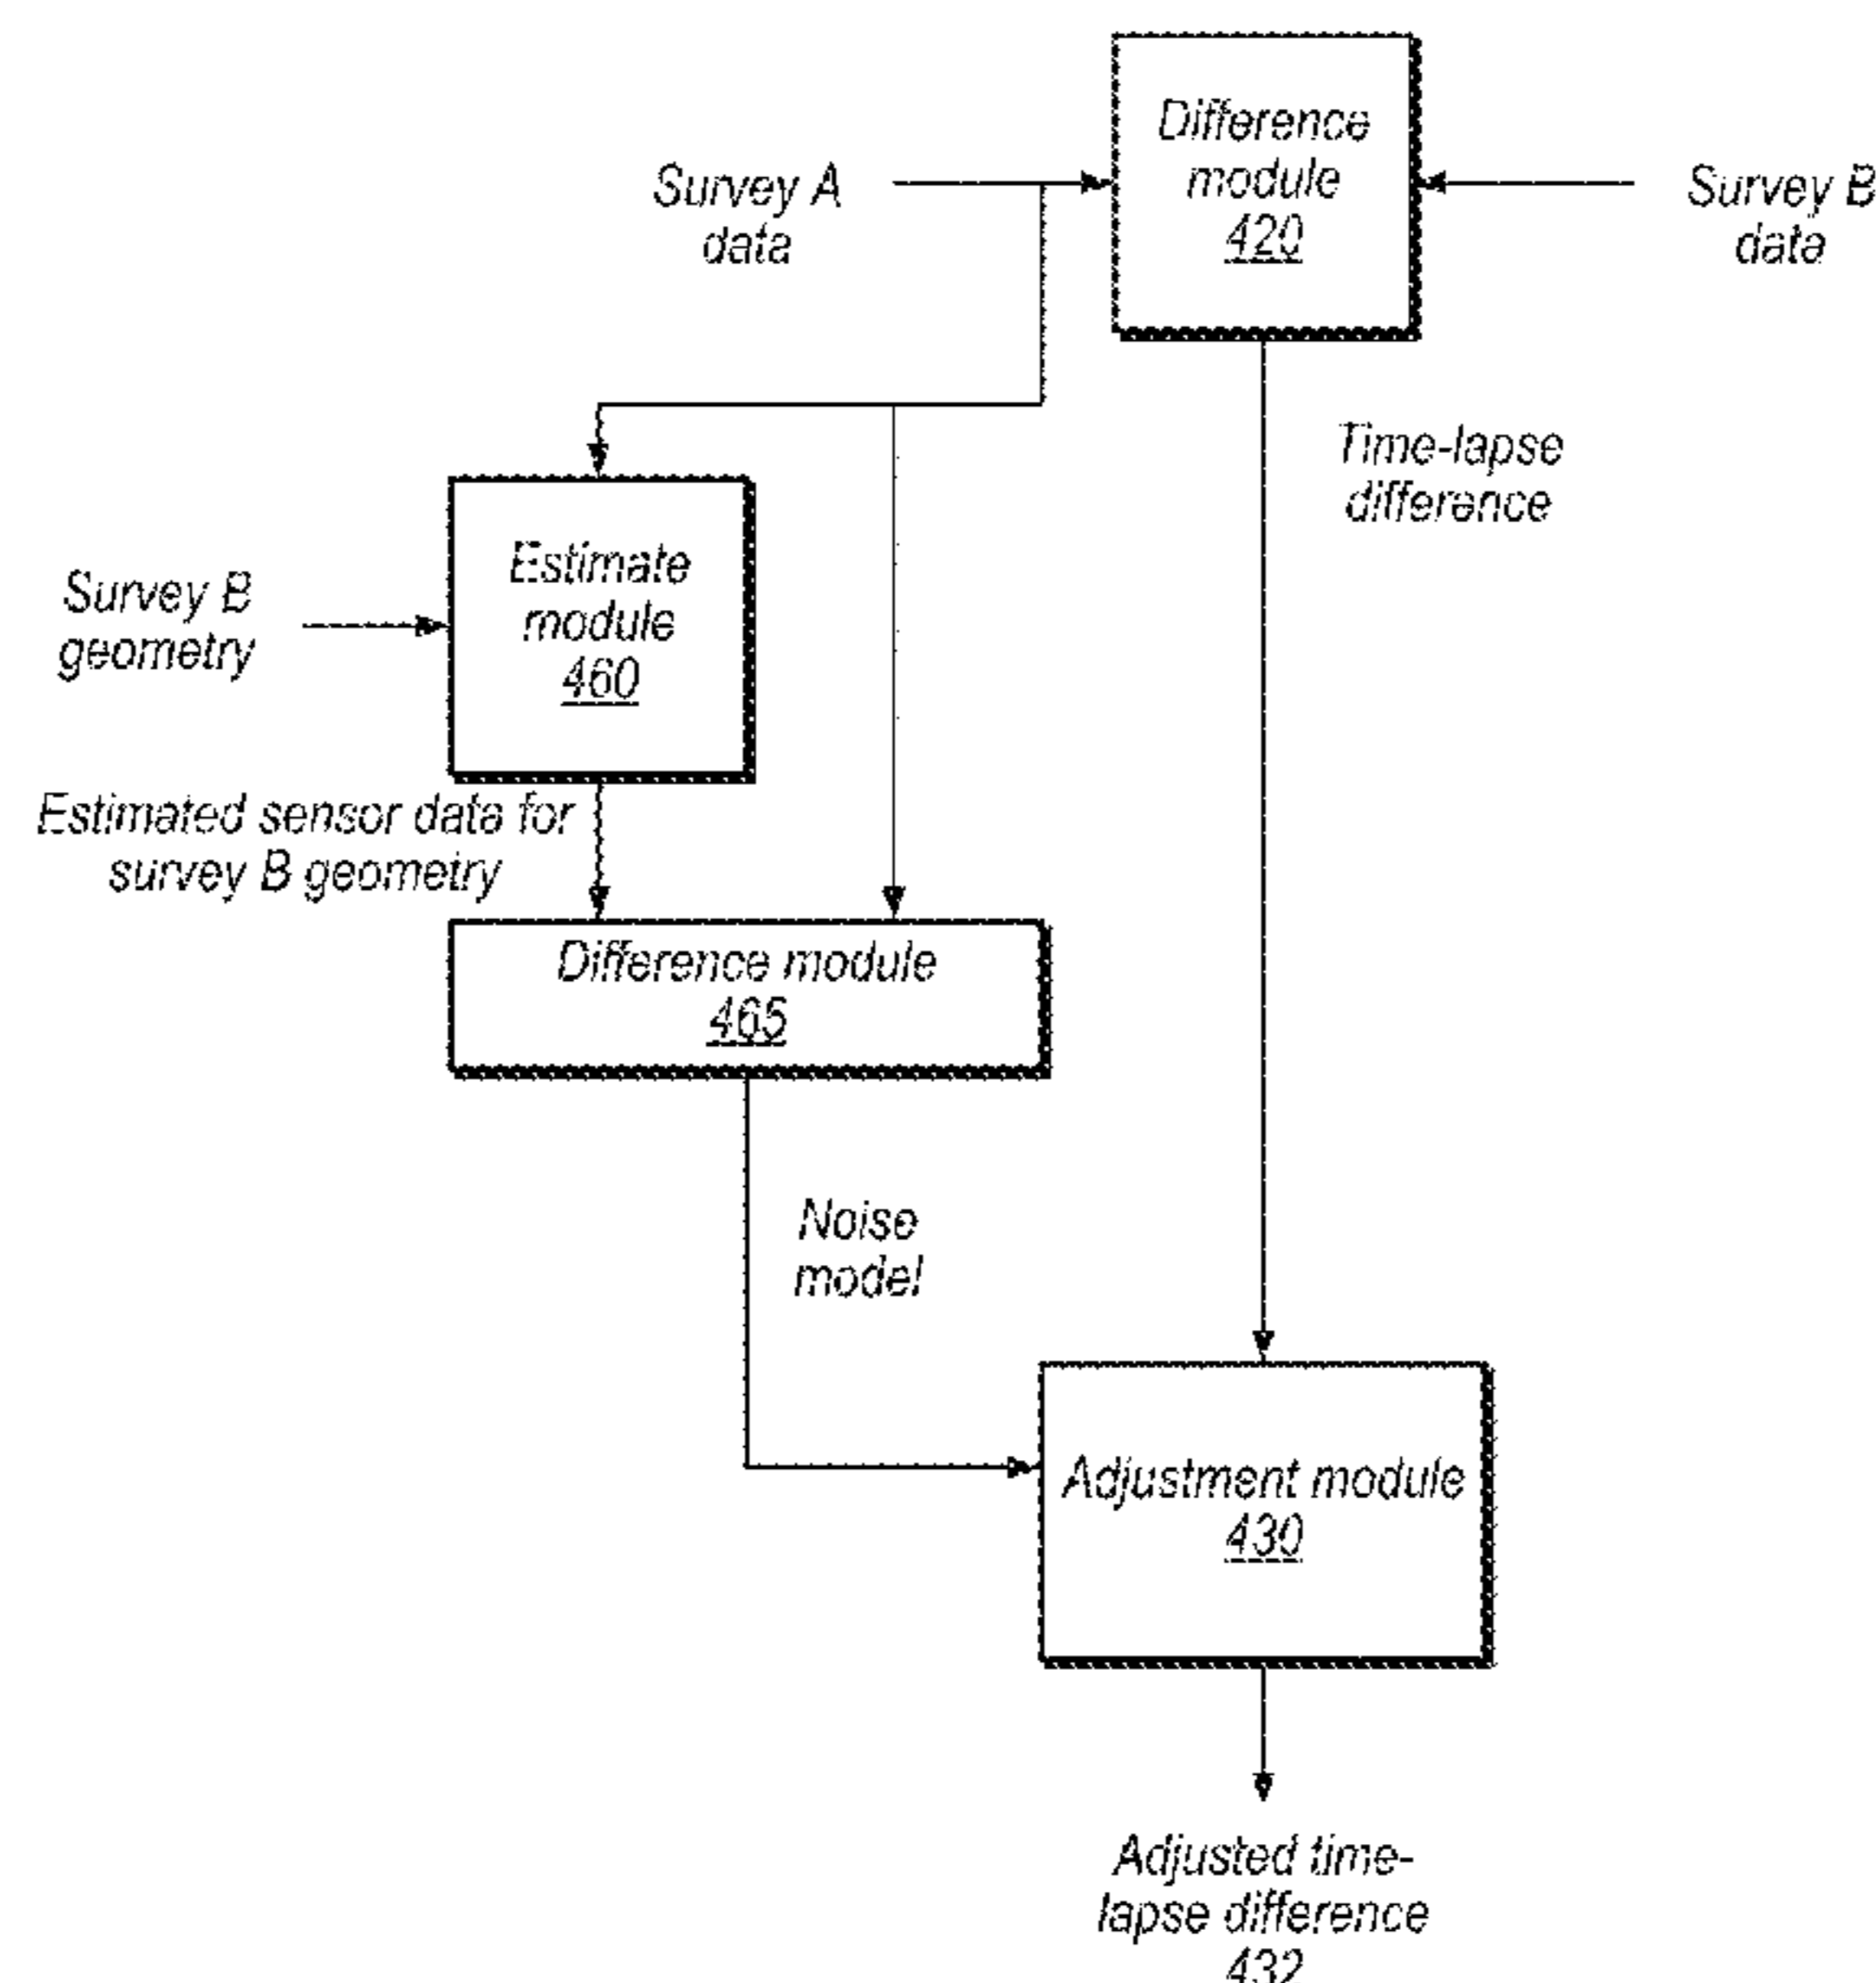 Difference
module
420
Survey A
data
Survey B
data
Time-lapse
difference
Estimate
module
460
Survey B
geometry
Estimated sensor data for
survey B geometry
Difference module
465
Noise
model
Adjustment module
430
Adjusted time-
lapse difference
432